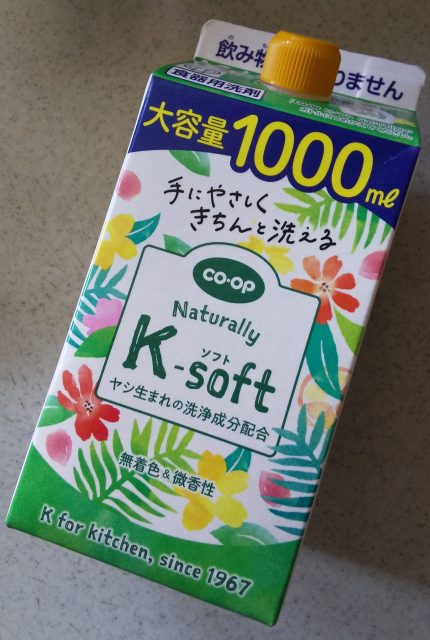 飲み物 りません
食器用洗剤
大容量1000ml
手にやさしく
きちんと洗える
CO·OP
Naturally
ソフト
K-soft
ヤシ生まれの洗浄成分配合
無着色&微香性
K for kitchen, since 1967